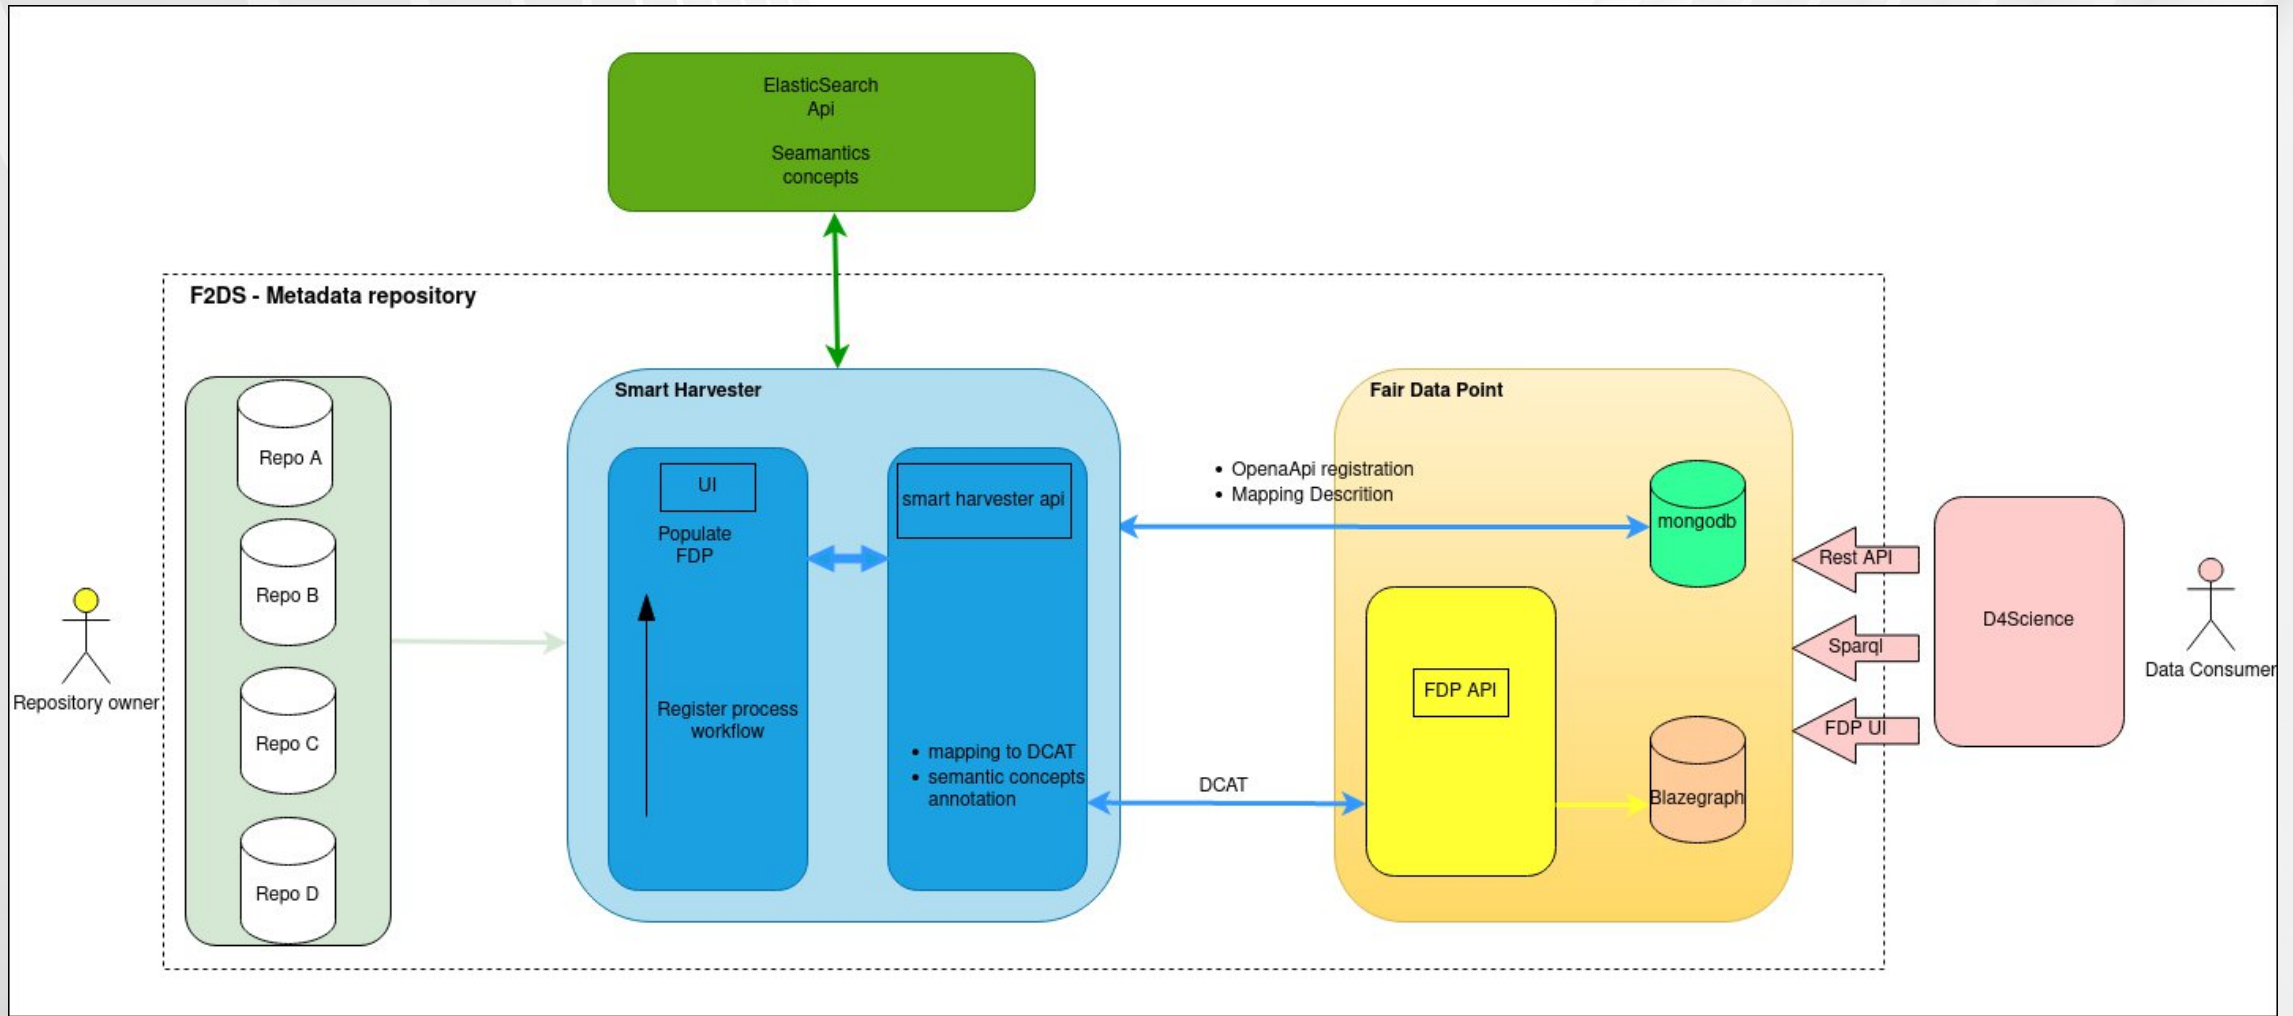 ElasticSearch
Api
Seamantics
concepts
F2DS - Metadata repository
Repo A
Repo B
Repo C
Repo D
Repository owner
Smart Harvester
UI
Populate
FDP
Register process
workflow
smart harvester api
• mapping to DCAT
• semantic concepts
annotation
• OpenaApi registration
• Mapping Descrition
DCAT
Fair Data Point
mongodb
FDP API
Blazegraph
Rest API
Sparql
FDP UI
D4Science
Data Consumer